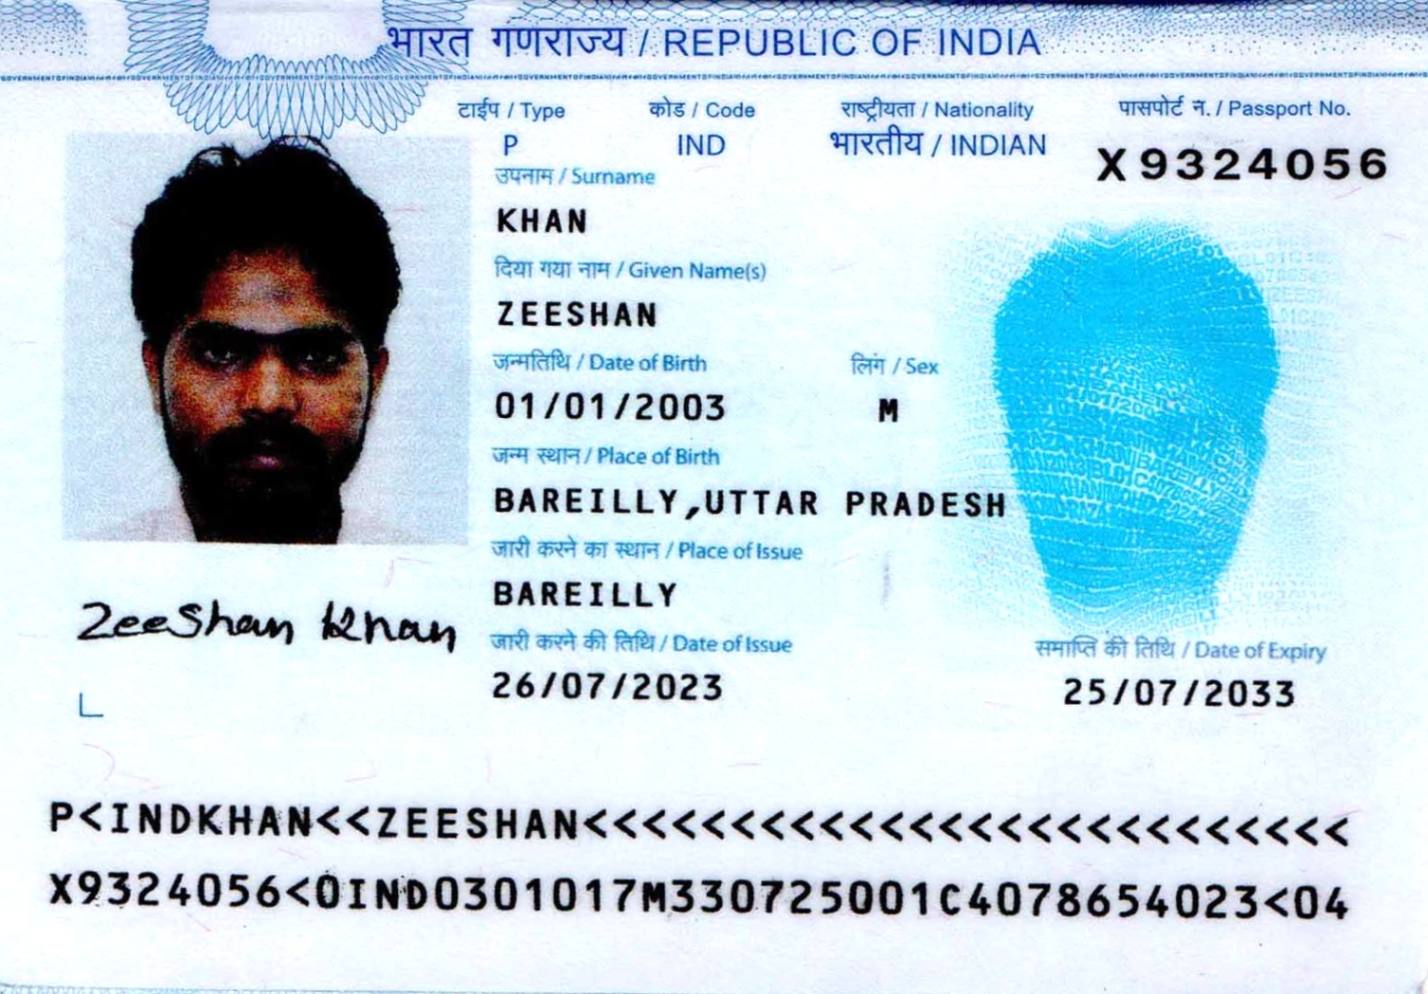 भारत गणराज्य / REPUBLIC OF INDIA
टाईप / Type कोड / Code राष्ट्रीयता / Nationality पासपोर्ट न. / Passport No.
P IND भारतीय / INDIAN X9324056
उपनाम / Surname
KHAN
दिया गया नाम / Given Name(s)
ZEESHAN
जन्मतिथि / Date of Birth लिंग / Sex
01/01/2003 M
जन्म स्थान / Place of Birth
BAREILLY,UTTAR PRADESH
जारी करने का स्थान / Place of Issue
BAREILLY
ZeeShan Khan
जारी करने की तिथि / Date of Issue समाप्ति की तिथि / Date of Expiry
26/07/2023 25/07/2033
P<INDKHAN<<ZEESHAN<<<<<<<<<<<<<<<<<<<<<<<<<<
X9324056<0IND0301017M330725001C4078654023<04